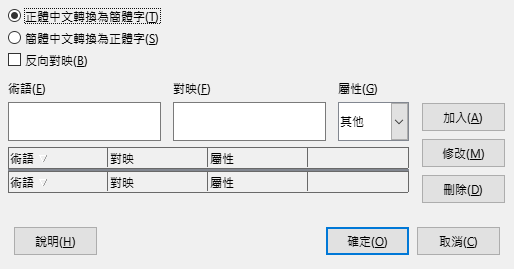 正體中文轉換為簡體字(T)
簡體中文轉換為正體字(S)
反向對映(B)
術語(E) 對映(F) 屬性(G)
其他
加入(A)
術語 對映 屬性
修改(M)
術語 對映 屬性
刪除(D)
說明(H) 確定(O) 取消(C)